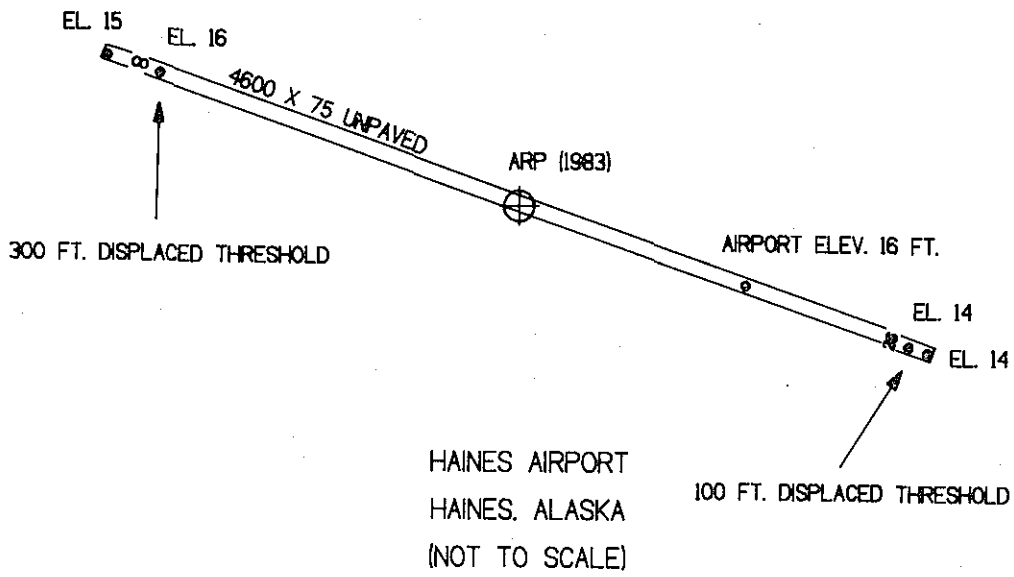 EL. 15
EL. 16
4600 X 75 UNPAVED
ARP (1983)
300 FT. DISPLACED THRESHOLD
AIRPORT ELEV. 16 FT.
EL. 14
EL. 14
100 FT. DISPLACED THRESHOLD
HAINES AIRPORT
HAINES. ALASKA
(NOT TO SCALE)